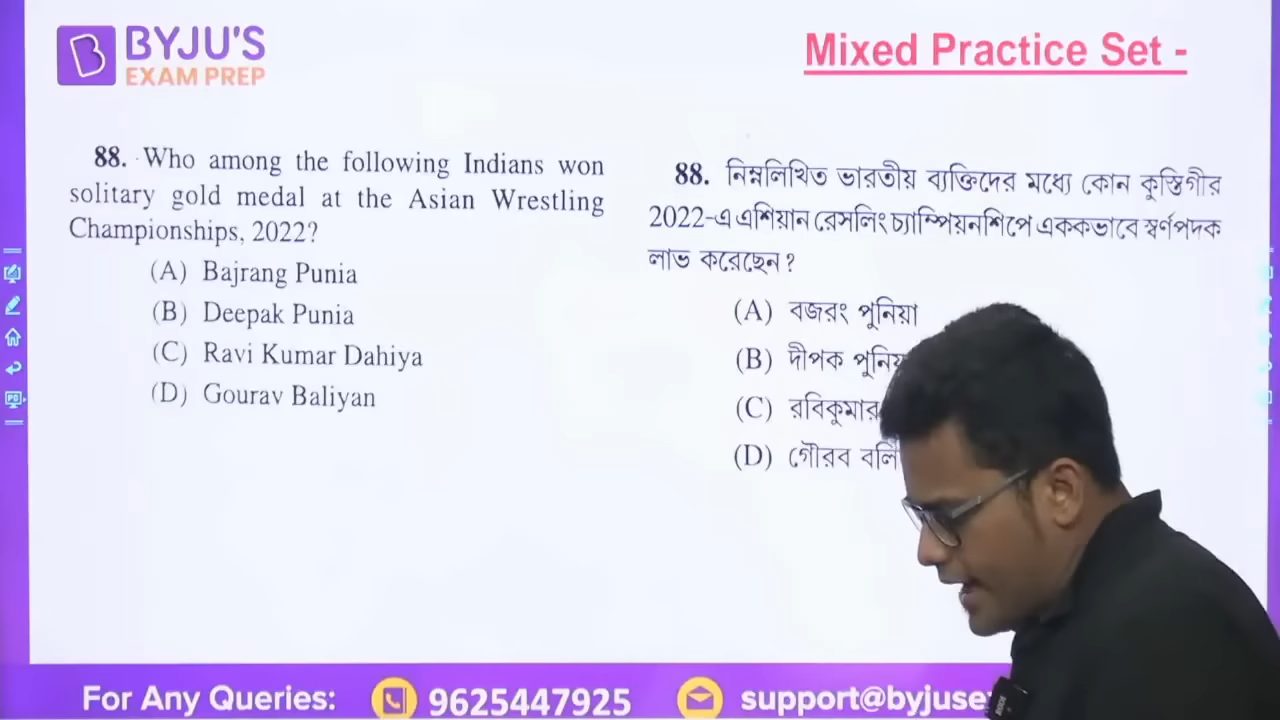 BYJU'S
EXAM PREP
Mixed Practice Set -
88. Who among the following Indians won
solitary gold medal at the Asian Wrestling
Championships, 2022?
(A) Bajrang Punia
(B) Deepak Punia
(C) Ravi Kumar Dahiya
(D) Gourav Baliyan
88. নিম্নলিখিত ভারতীয় ব্যক্তিদের মধ্যে কোন কুস্তিগীর
2022-এ এশিয়ান রেসলিং চ্যাম্পিয়নশিপে এককভাবে স্বর্ণপদক
লাভ করেছেন?
(A) বজরং পুনিয়া
(B) দীপক
(C) রবিকুমার
(D) গৌরব
For Any Queries: 9625447925 support@byjuse